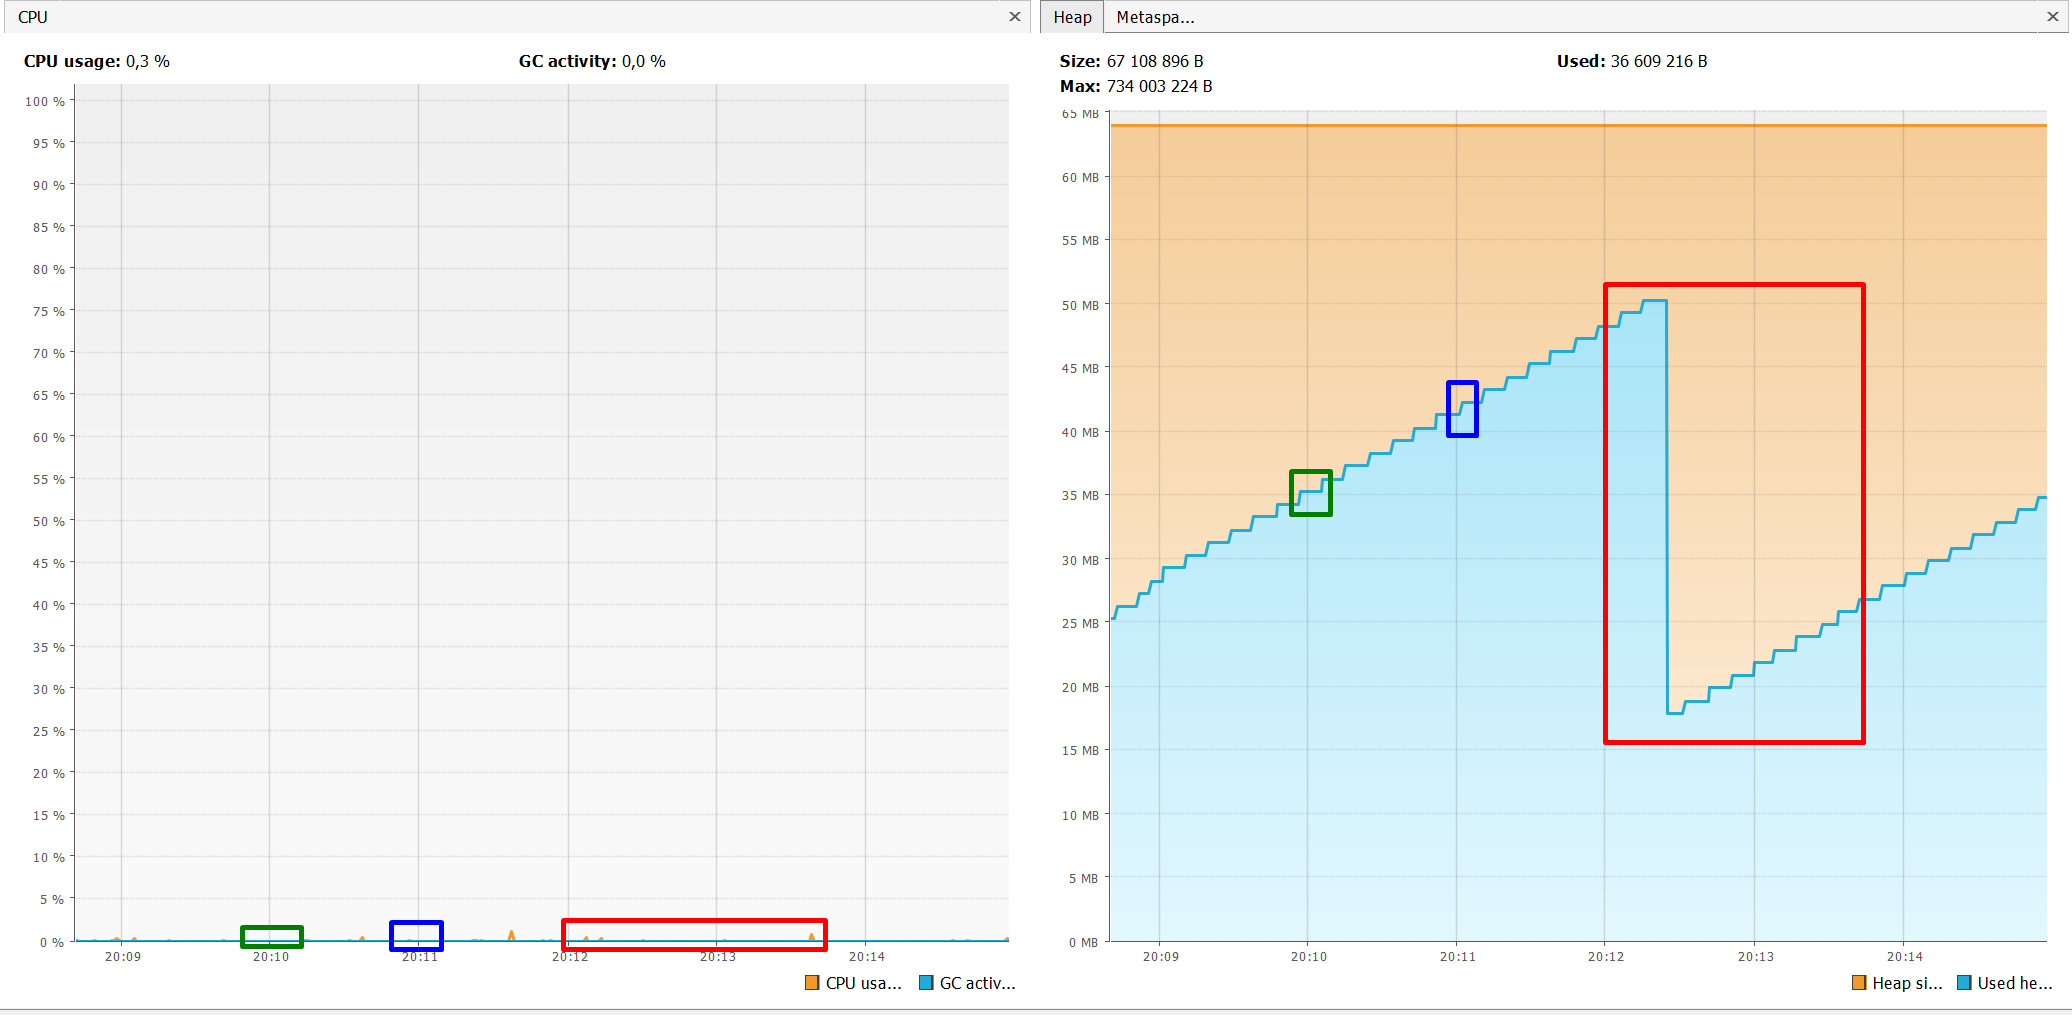 CPU
CPU usage: 0,3 %
GC activity: 0,0 %
100 %
95 %
90 %
85 %
80 %
75 %
70 %
65 %
60 %
55 %
50 %
45 %
40 %
35 %
30 %
25 %
20 %
15 %
10 %
5 %
0 %
20:09 20:10 20:11 20:12 20:13 20:14
CPU usa... GC activ...
Heap Metaspa...
Size: 67 108 896 B
Used: 36 609 216 B
Max: 734 003 224 B
65 MB
60 MB
55 MB
50 MB
45 MB
40 MB
35 MB
30 MB
25 MB
20 MB
15 MB
10 MB
5 MB
0 MB
20:09 20:10 20:11 20:12 20:13 20:14
Heap si... Used he...